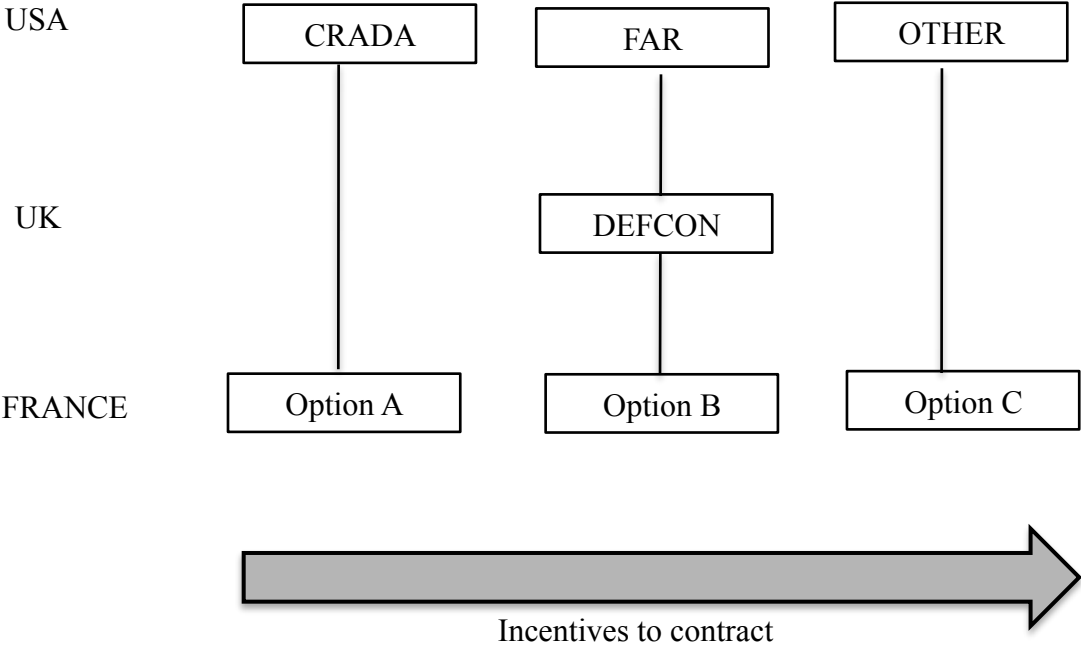 USA
CRADA
FAR
OTHER
UK
DEFCON
FRANCE
Option A
Option B
Option C
Incentives to contract